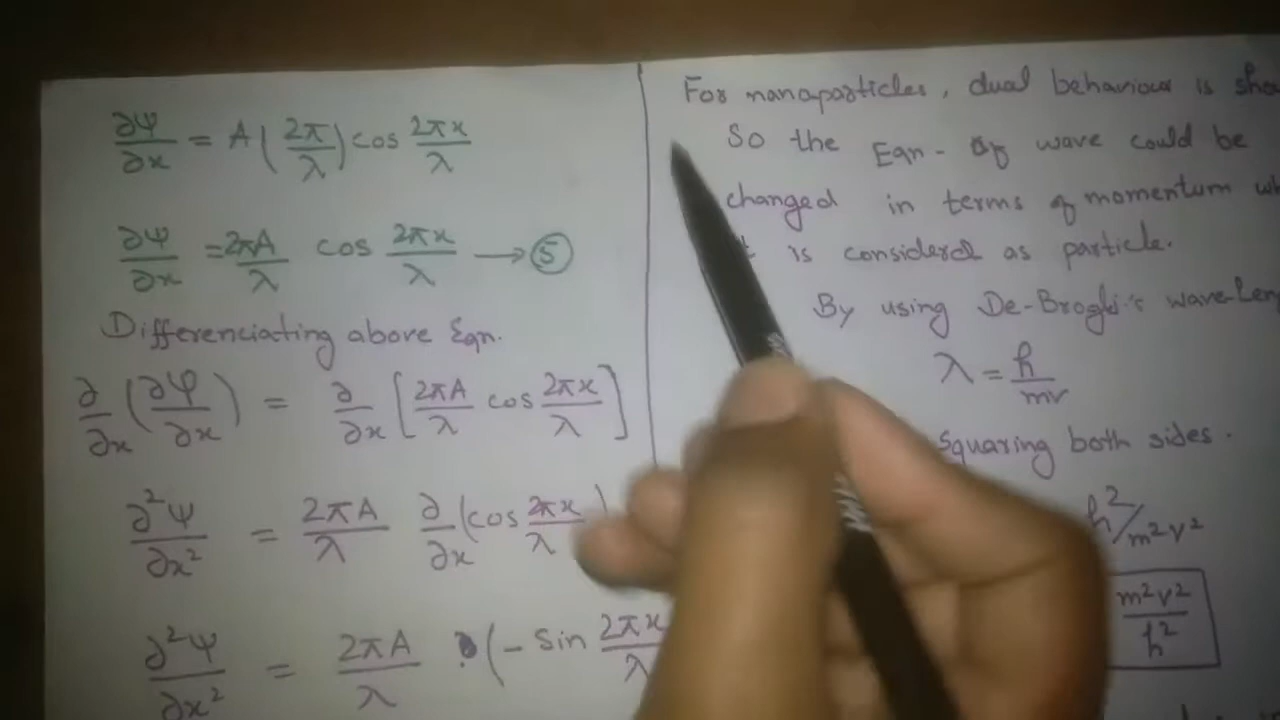 ∂ψ/∂x = A (2π/λ) cos 2πx/λ
∂ψ/∂x = 2πA/λ cos 2πx/λ → ⑤
Differenciating above Eqn.
∂/∂x (∂ψ/∂x) = ∂/∂x [2πA/λ cos 2πx/λ]
∂²ψ/∂x² = 2πA/λ ∂/∂x (cos 2πx/λ)
∂²ψ/∂x² = 2πA/λ . (- Sin 2πx/λ
For nanaparticles, dual behaviour is
So the Eqn- of wave could be
changed in terms of momentum
is considered as particle.
By using De-Brogli's wave-Len
λ = h/mv
Squaring both sides.
h²/m²v²
m²v²/h²